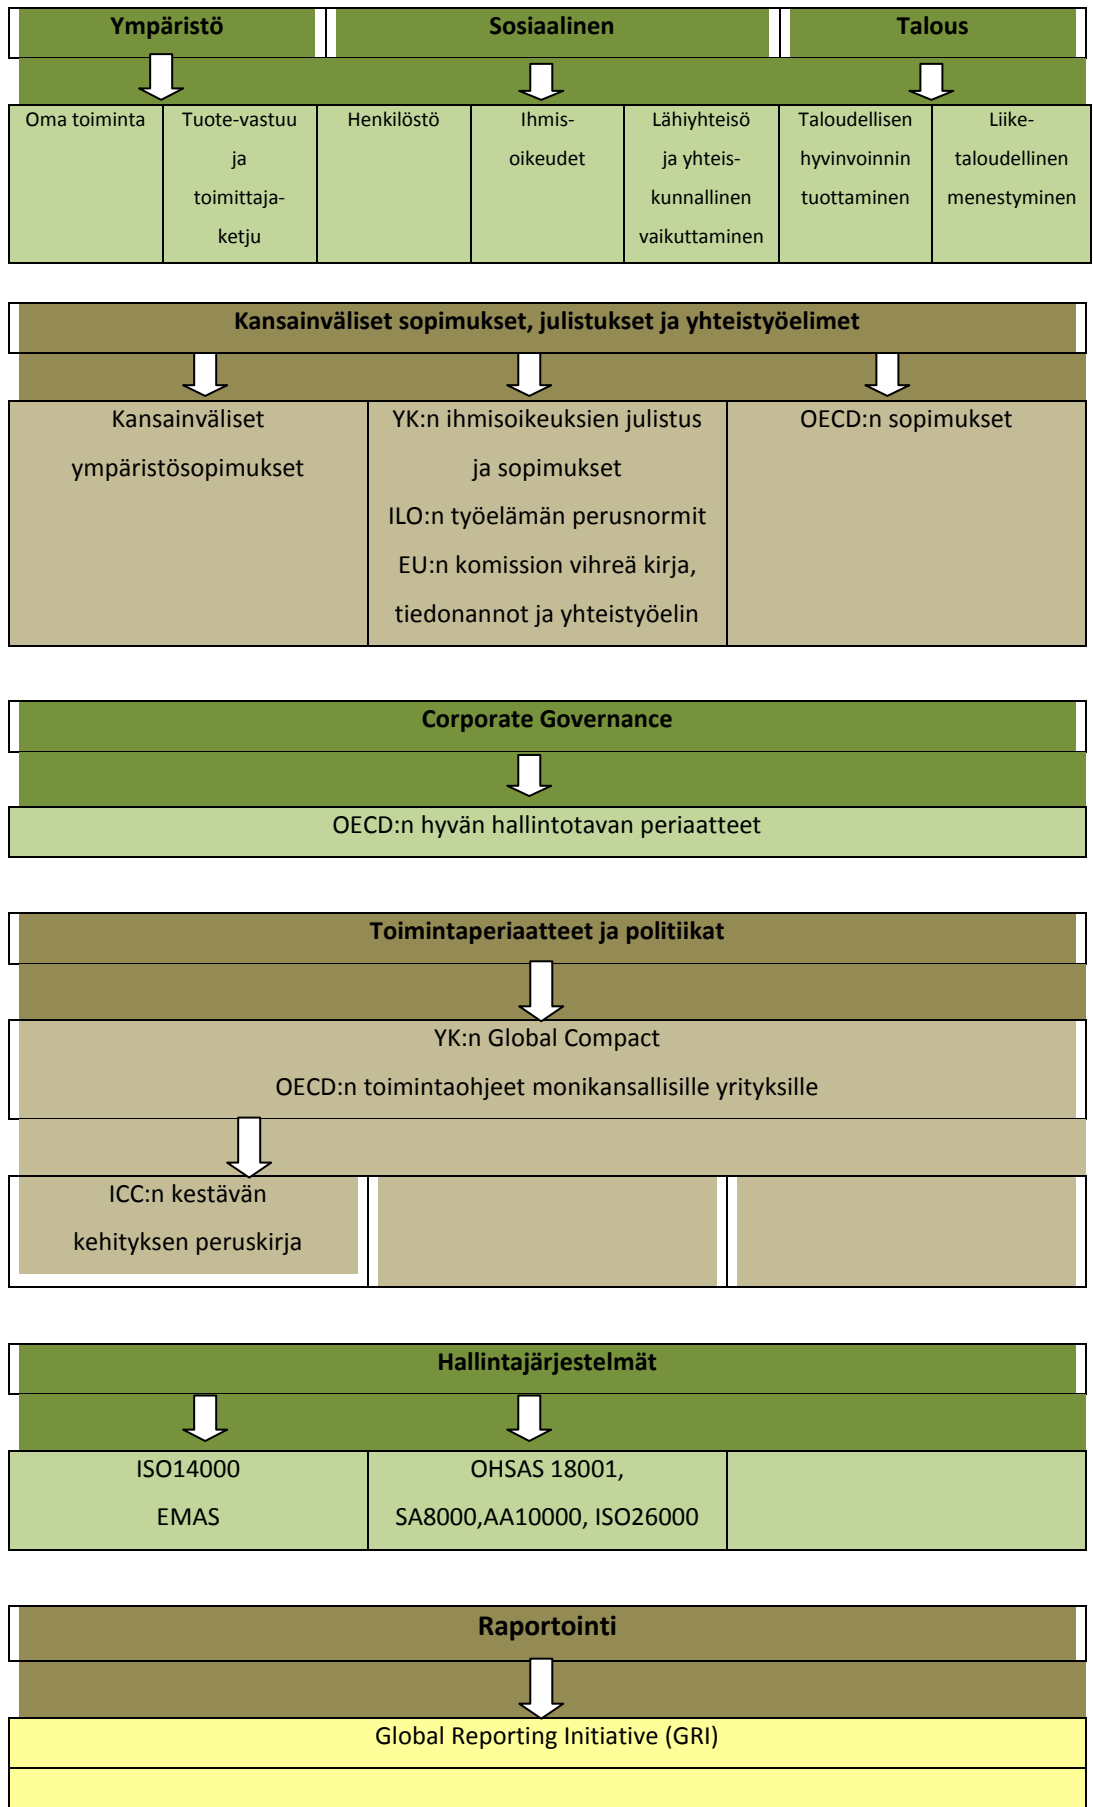 Ympäristö
Sosiaalinen
Talous
Oma toiminta
Tuote-vastuu
ja
toimittaja-
ketju
Henkilöstö
Ihmis-
oikeudet
Lähiyhteisö
ja yhteis-
kunnallinen
vaikuttaminen
Taloudellisen
hyvinvoinnin
tuottaminen
Liike-
taloudellinen
menestyminen
Kansainväliset sopimukset, julistukset ja yhteistyöelimet
Kansainväliset
ympäristösopimukset
YK:n ihmisoikeuksien julistus
ja sopimukset
ILO:n työelämän perusnormit
EU:n komission vihreä kirja,
tiedonannot ja yhteistyöelin
OECD:n sopimukset
Corporate Governance
OECD:n hyvän hallintotavan periaatteet
Toimintaperiaatteet ja politiikat
YK:n Global Compact
OECD:n toimintaohjeet monikansallisille yrityksille
ICC:n kestävän
kehityksen peruskirja
Hallintajärjestelmät
ISO14000
EMAS
OHSAS 18001,
SA8000,AA10000, ISO26000
Raportointi
Global Reporting Initiative (GRI)